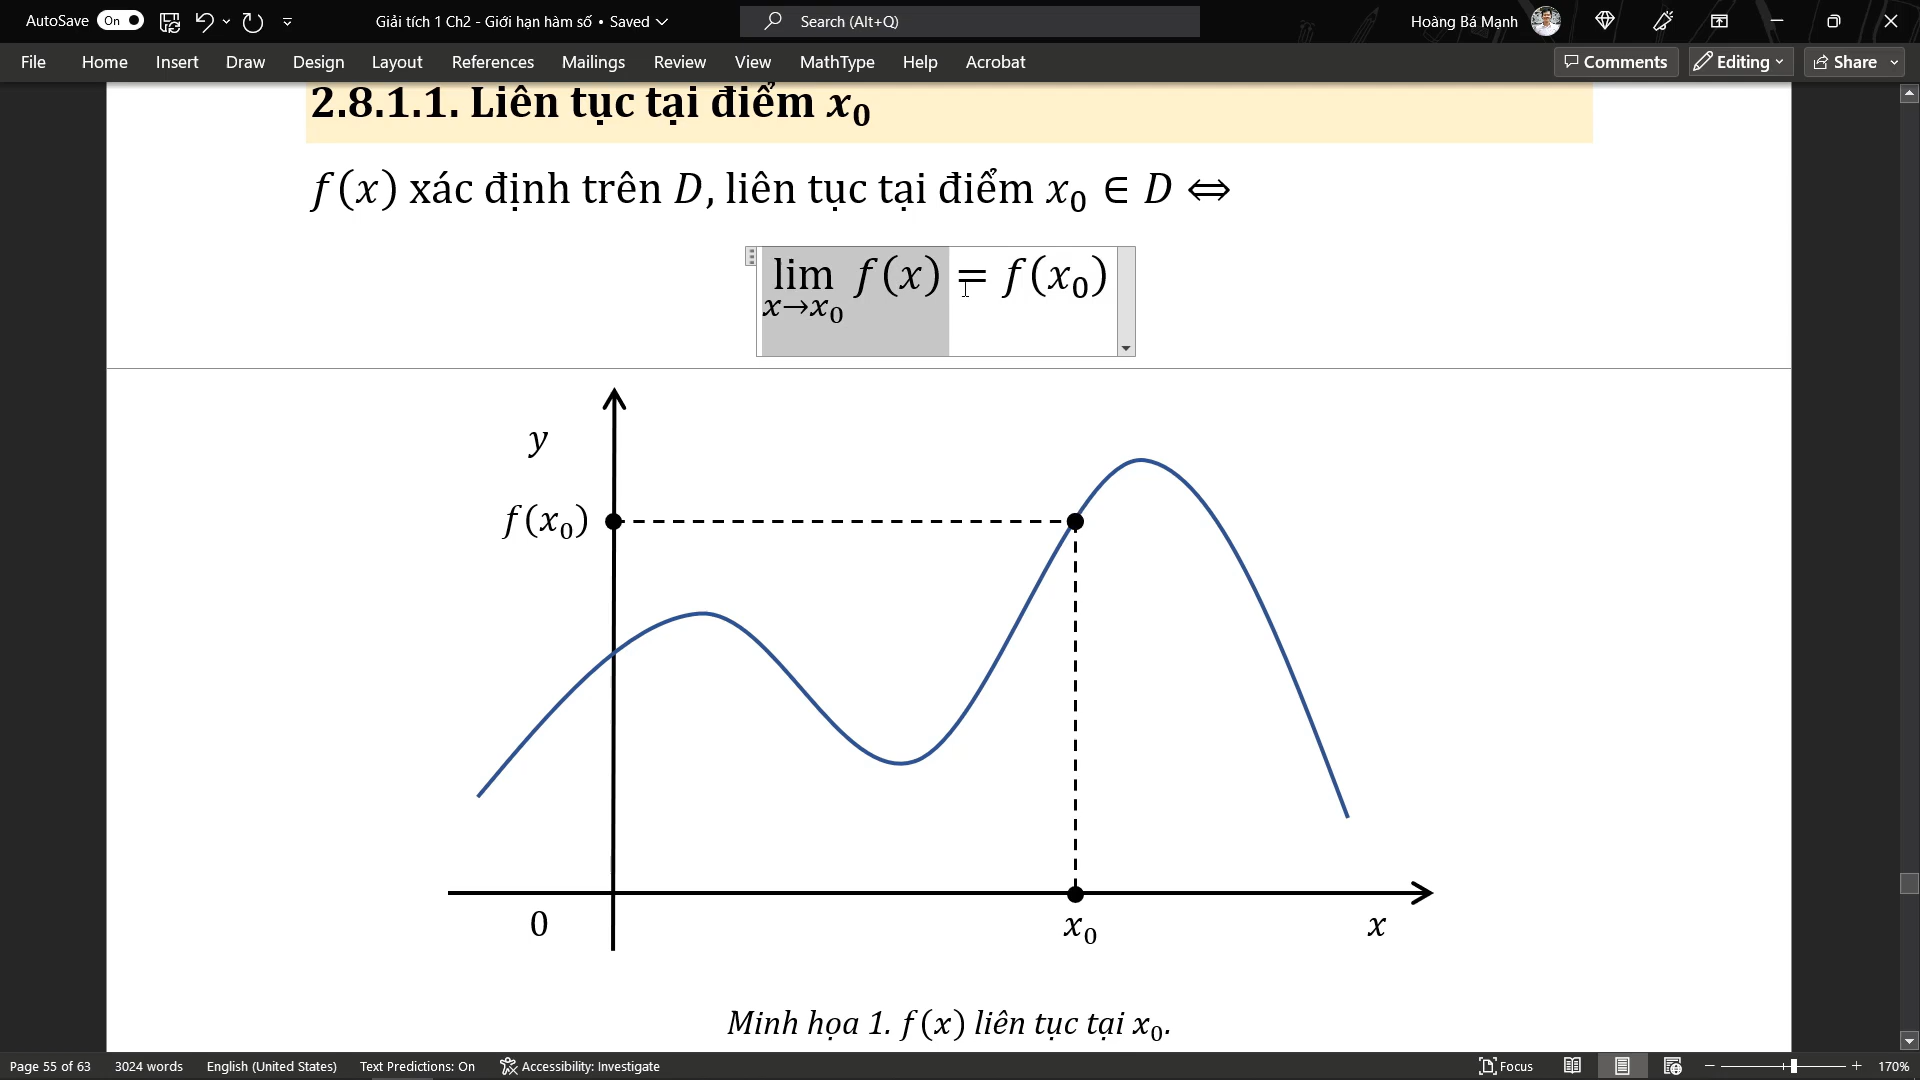 AutoSave On Giải tích 1 Ch2 - Giới hạn hàm số • Saved Search (Alt+Q) Hoàng Bá Mạnh
File Home Insert Draw Design Layout References Mailings Review View MathType Help Acrobat Comments Editing Share
2.8.1.1. Liên tục tại điểm x₀
f(x) xác định trên D, liên tục tại điểm x₀ ∈ D ⇔
lim f(x) = f(x₀)
x→x₀
y
f(x₀)
0 x₀ x
Minh họa 1. f(x) liên tục tại x₀.
Page 55 of 63 3024 words English (United States) Text Predictions: On Accessibility: Investigate Focus 170%